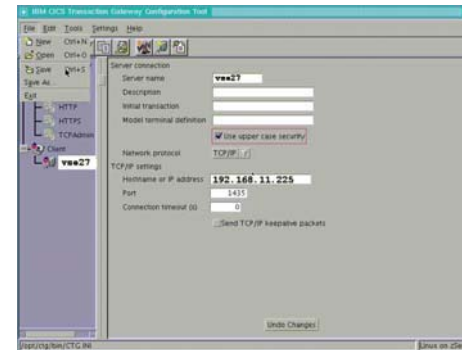 IBM CICS Transaction Gateway Configuration Tool
File Edit Tools Settings Help
New Ctrl+N
Open Ctrl+O
Save Ctrl+S
Save As...
Exit
HTTP
HTTPS
TCPAdmin
Client
vse27
Server connection
Server name vse27
Description
Initial transaction
Model terminal definition
Use upper case security
Network protocol TCP/IP
TCP/IP settings
Hostname or IP address 192.168.11.225
Port 1435
Connection timeout (s) 0
Send TCP/IP keepalive packets
Undo Changes
/opt/ctg/bin/CTG.INI
Linux on zSe